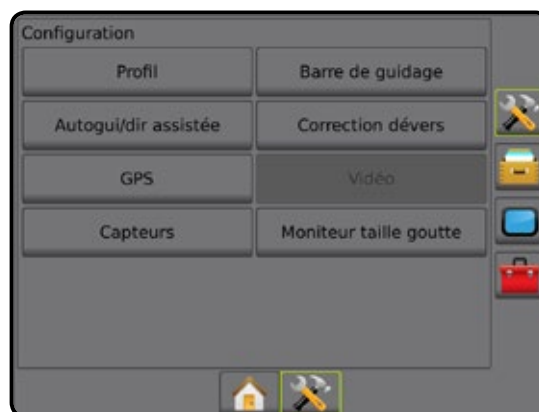 Configuration
Profil
Barre de guidage
Autogui/dir assistée
Correction dévers
GPS
Vidéo
Capteurs
Moniteur taille goutte